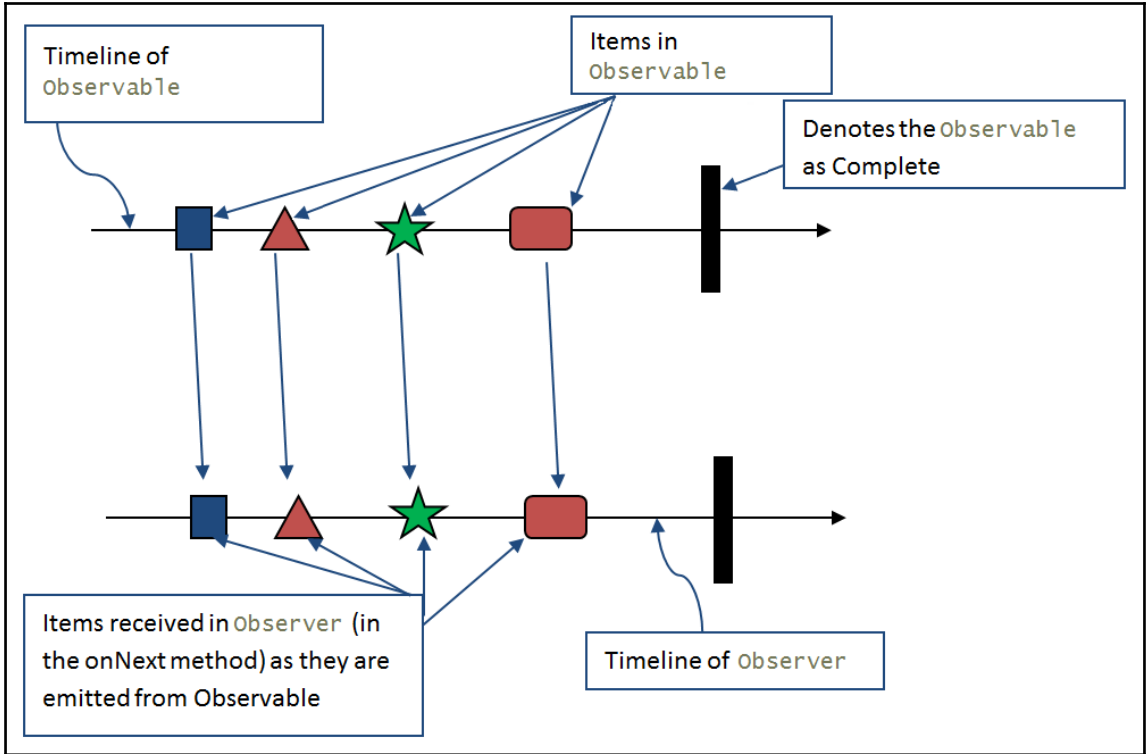 Timeline of
Observable
Items in
Observable
Denotes the Observable
as Complete
Items received in Observer (in
the onNext method) as they are
emitted from Observable
Timeline of Observer